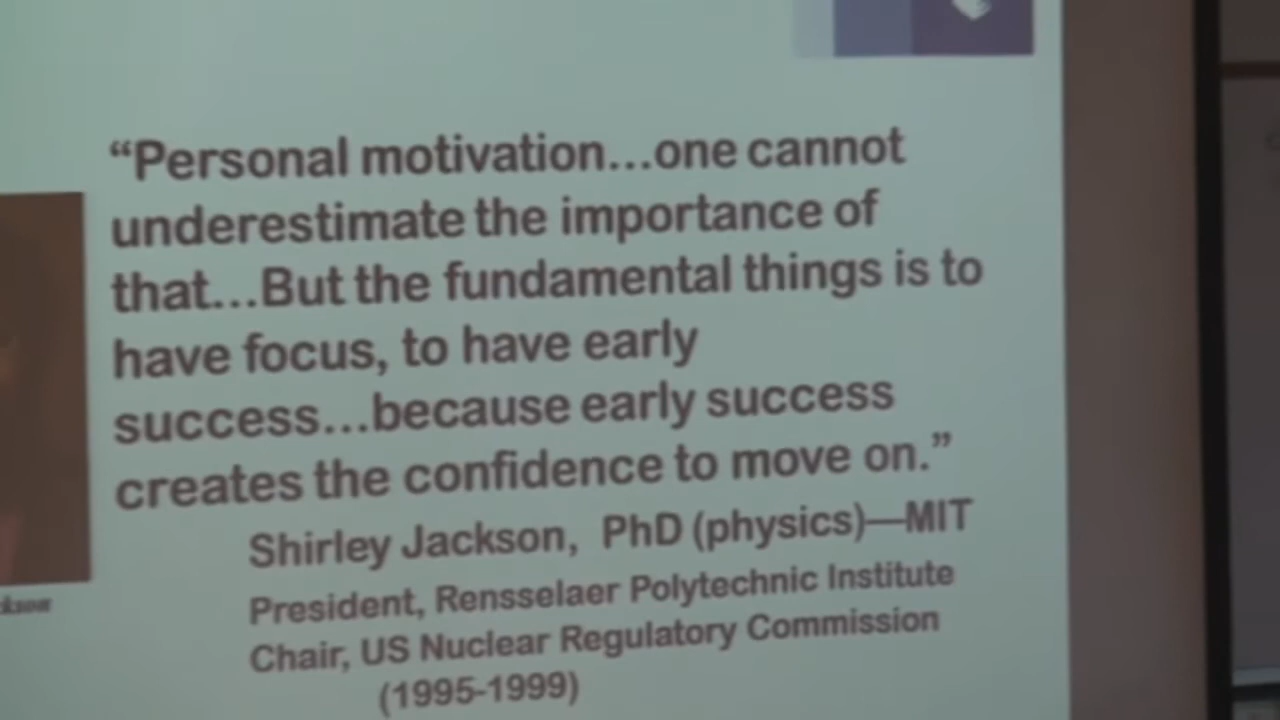 “Personal motivation…one cannot
underestimate the importance of
that…But the fundamental things is to
have focus, to have early
success…because early success
creates the confidence to move on.”
Shirley Jackson, PhD (physics)—MIT
President, Rensselaer Polytechnic Institute
Chair, US Nuclear Regulatory Commission
(1995-1999)